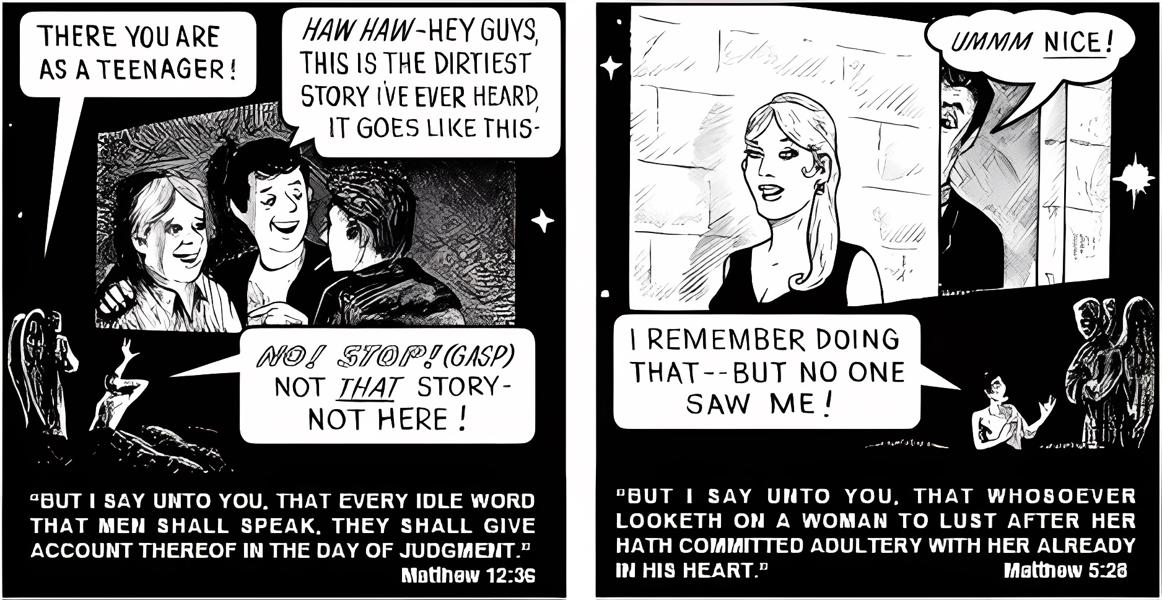 THERE YOU ARE
AS A TEENAGER!
HAW HAW-HEY GUYS,
THIS IS THE DIRTIEST
STORY I'VE EVER HEARD,
IT GOES LIKE THIS-
NO! STOP! (GASP)
NOT THAT STORY-
NOT HERE!
"BUT I SAY UNTO YOU, THAT EVERY IDLE WORD
THAT MEN SHALL SPEAK, THEY SHALL GIVE
ACCOUNT THEREOF IN THE DAY OF JUDGMENT."
Matthew 12:36
UMMM NICE!
I REMEMBER DOING
THAT--BUT NO ONE
SAW ME!
"BUT I SAY UNTO YOU, THAT WHOSOEVER
LOOKETH ON A WOMAN TO LUST AFTER HER
HATH COMMITTED ADULTERY WITH HER ALREADY
IN HIS HEART."
Matthew 5:28